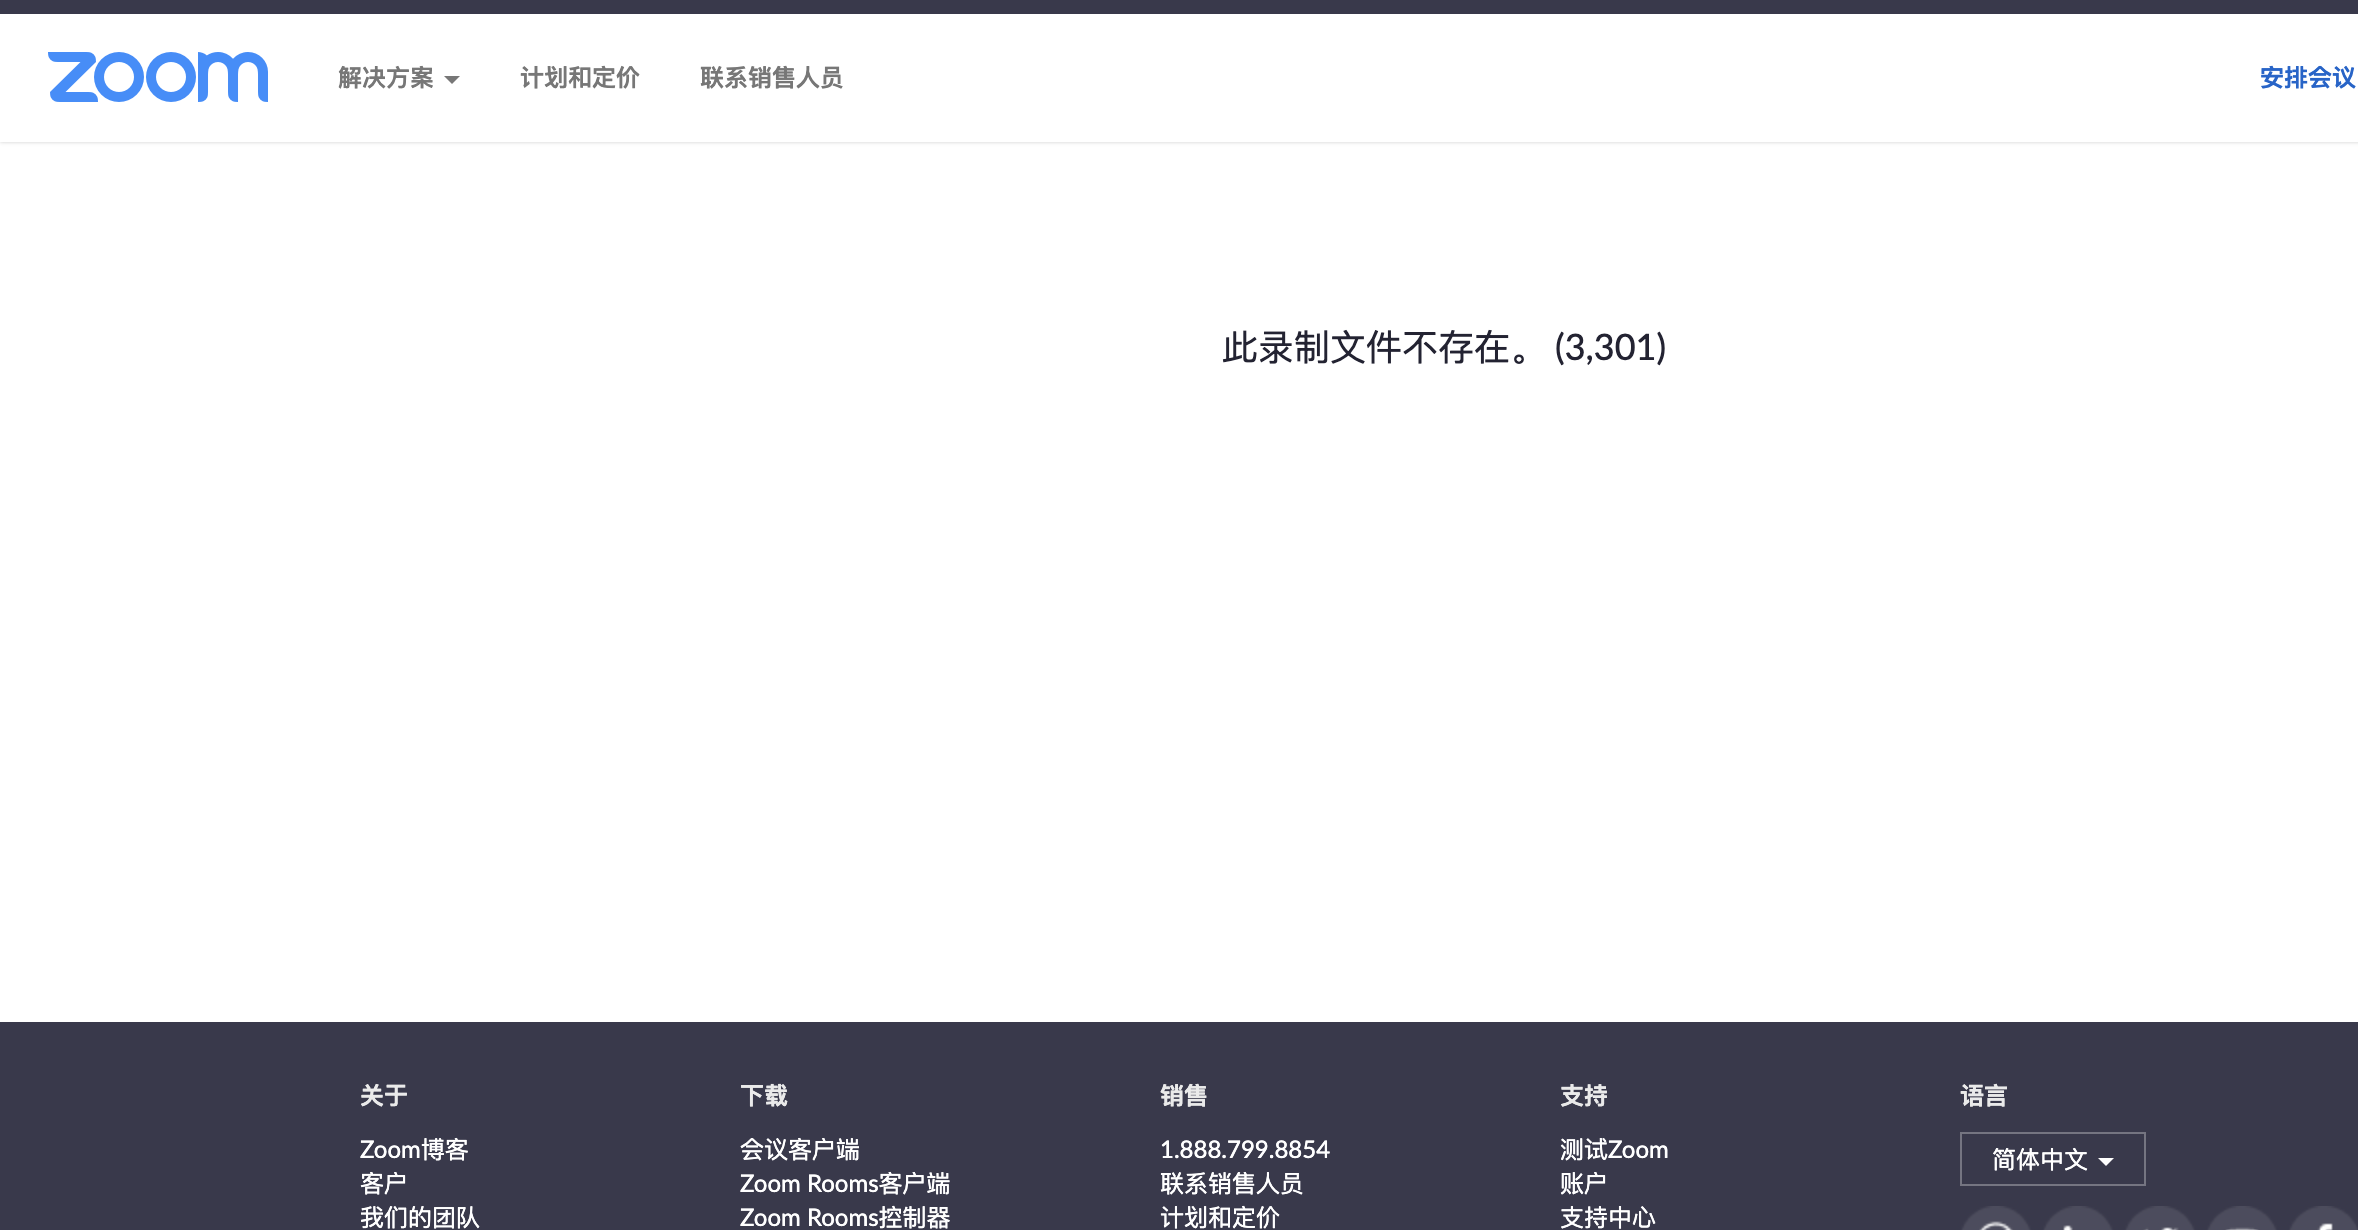 zoom 解决方案 计划和定价 联系销售人员 安排会议
此录制文件不存在。 (3,301)
关于 下载 销售 支持 语言
Zoom博客 会议客户端 1.888.799.8854 测试Zoom 简体中文
客户 Zoom Rooms客户端 联系销售人员 账户
我们的团队 Zoom Rooms控制器 计划和定价 支持中心